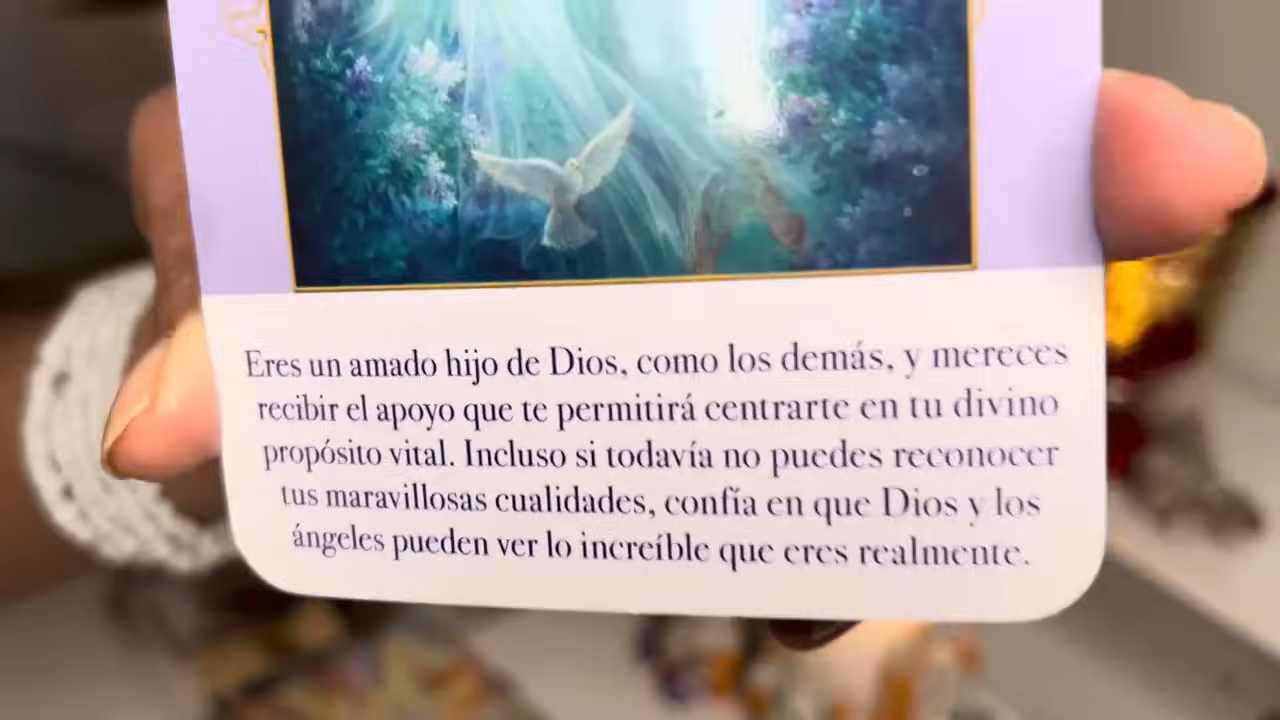 Eres un amado hijo de Dios, como los demás, y mereces
recibir el apoyo que te permitirá centrarte en tu divino
propósito vital. Incluso si todavía no puedes reconocer
tus maravillosas cualidades, confía en que Dios y los
ángeles pueden ver lo increíble que eres realmente.